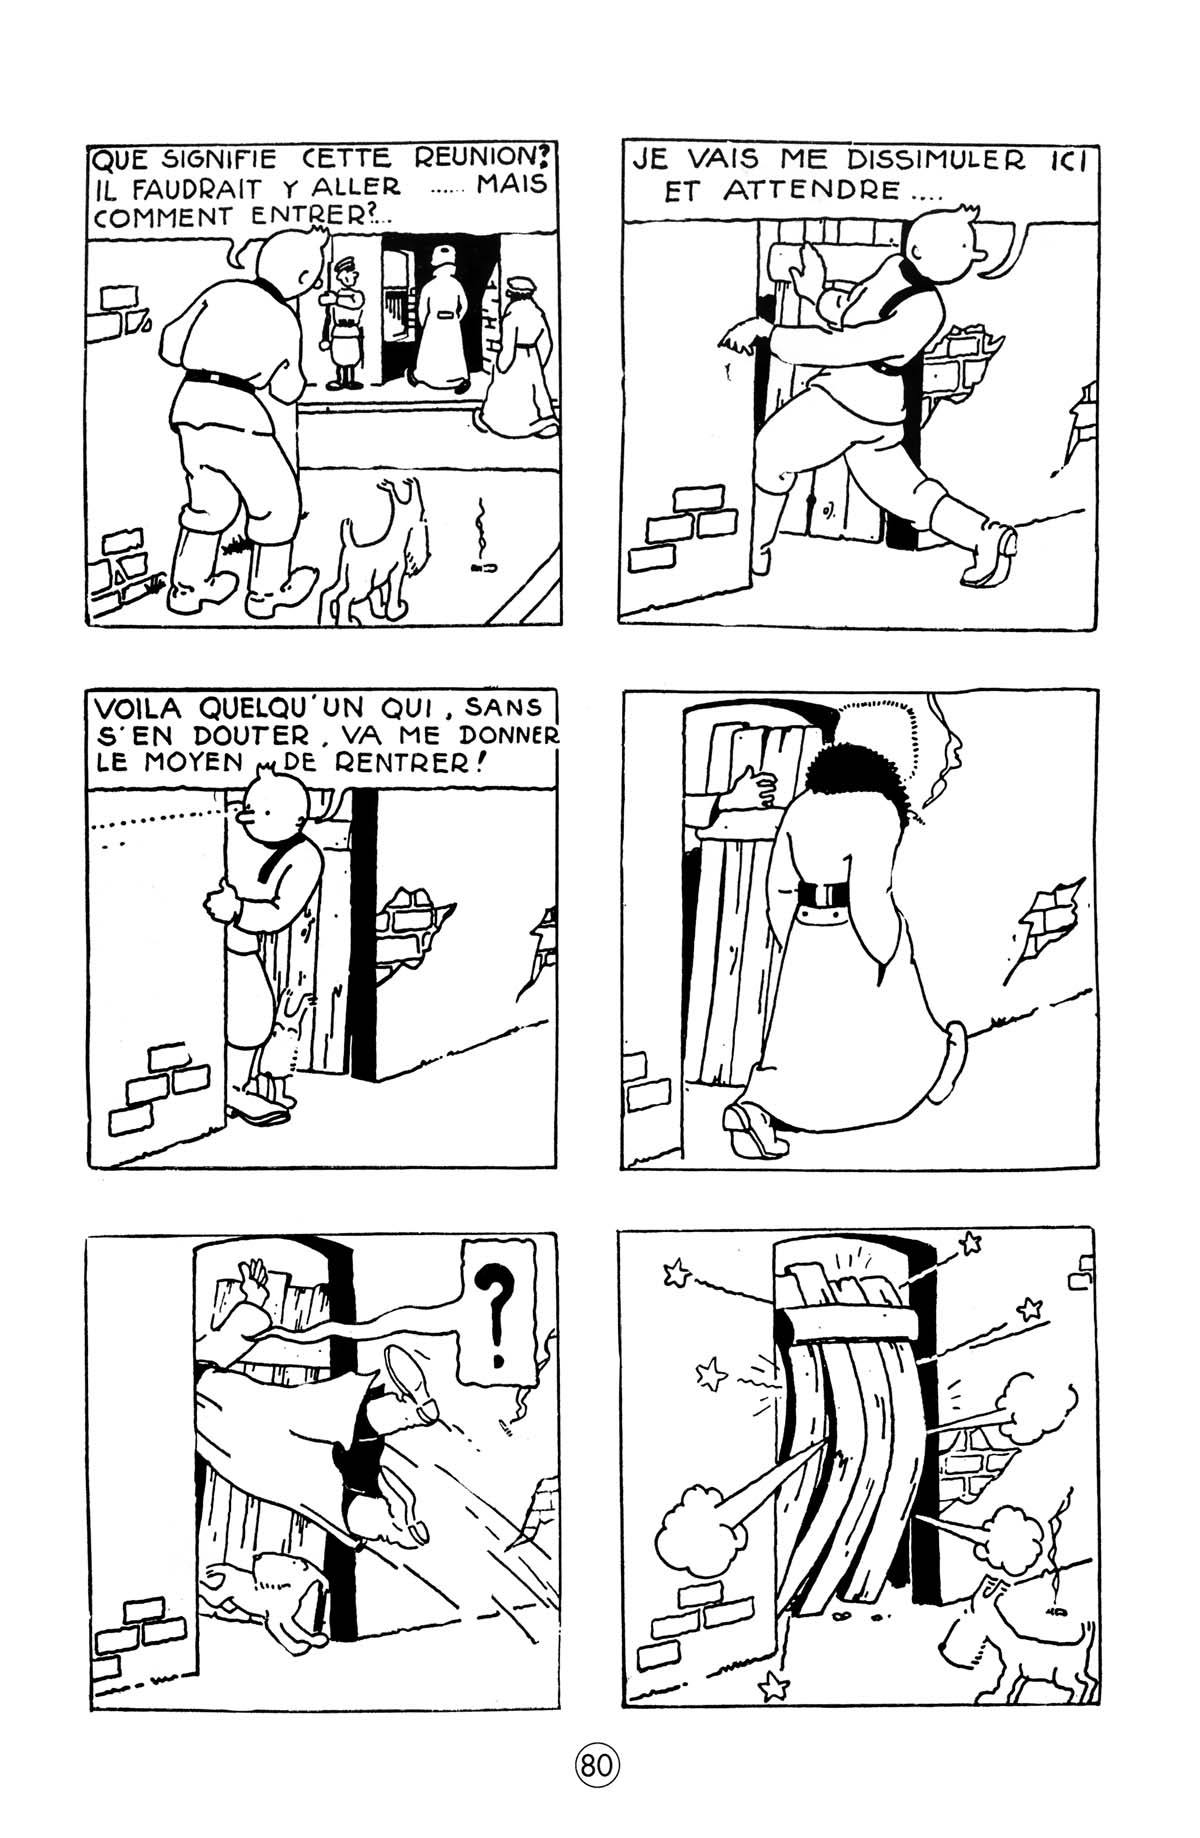 QUE SIGNIFIE CETTE REUNION?
IL FAUDRAIT Y ALLER ...... MAIS
COMMENT ENTRER?...
JE VAIS ME DISSIMULER ICI
ET ATTENDRE....
VOILA QUELQU'UN QUI, SANS
S'EN DOUTER, VA ME DONNER
LE MOYEN DE RENTRER!
?
80